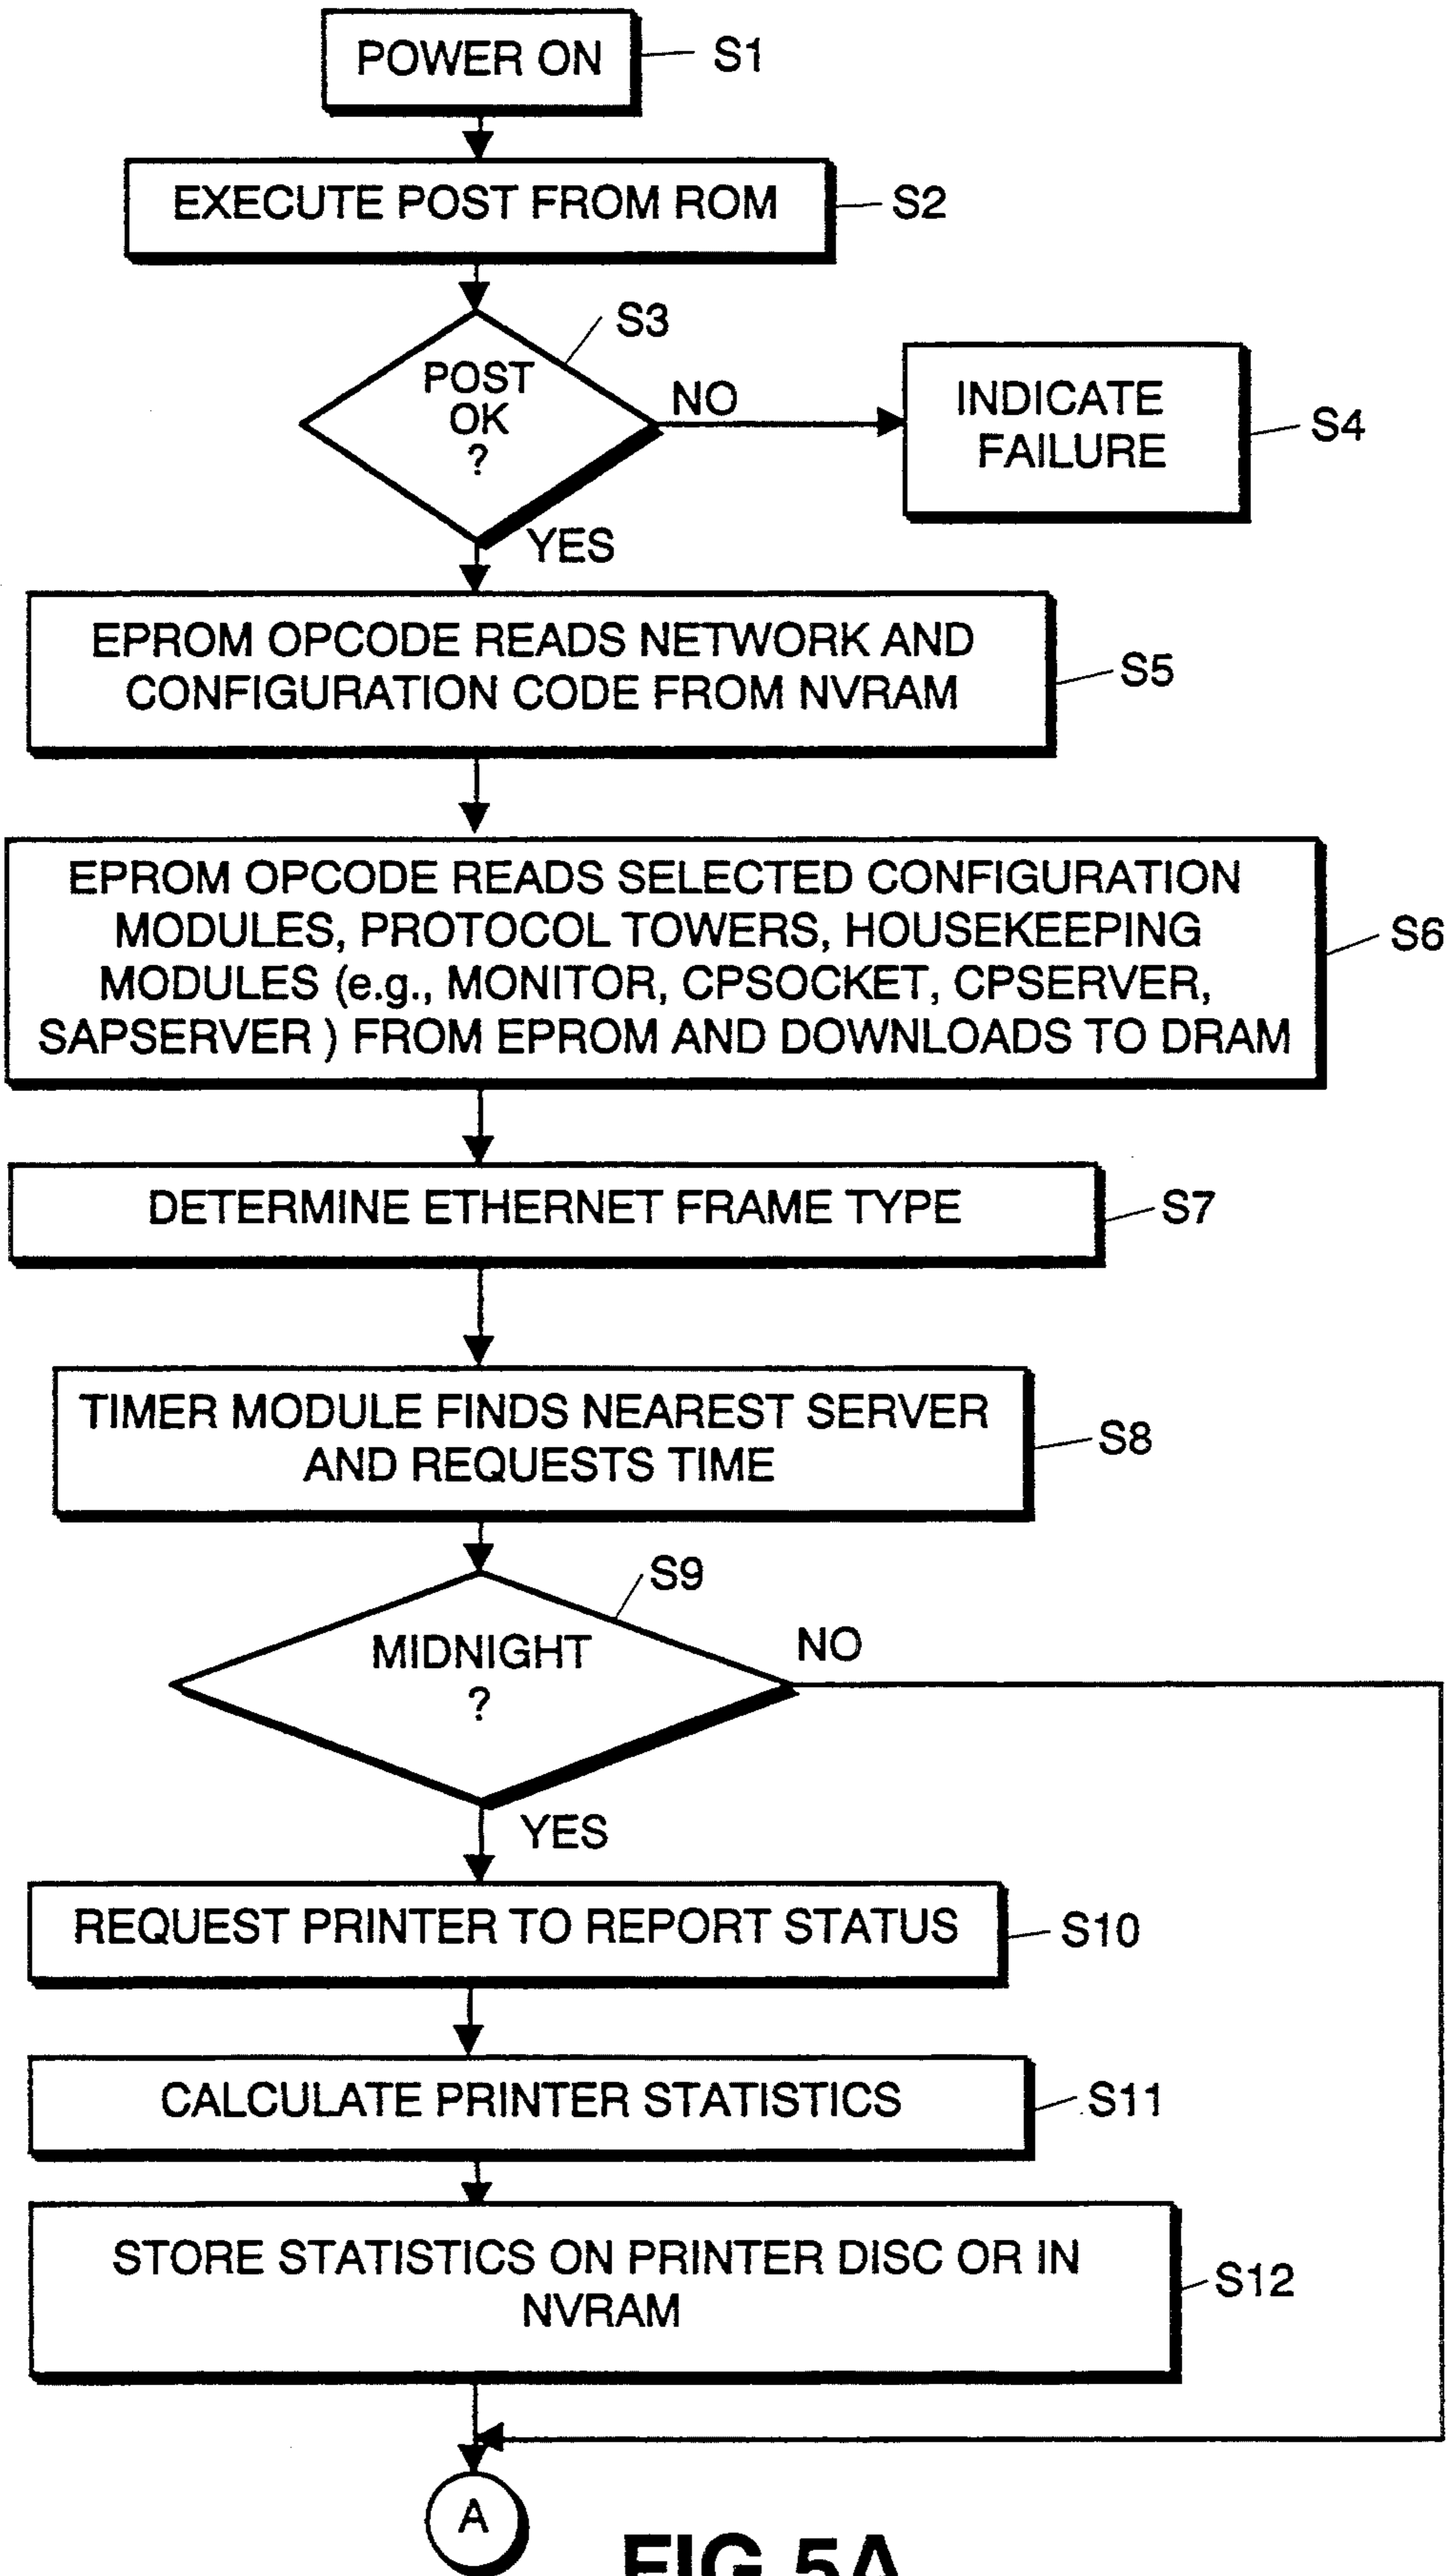 POWER ON
S1
EXECUTE POST FROM ROM
S2
S3
POST
OK
?
NO
INDICATE
FAILURE
S4
YES
EPROM OPCODE READS NETWORK AND
CONFIGURATION CODE FROM NVRAM
S5
EPROM OPCODE READS SELECTED CONFIGURATION
MODULES, PROTOCOL TOWERS, HOUSEKEEPING
MODULES (e.g., MONITOR, CPSOCKET, CPSERVER,
SAPSERVER ) FROM EPROM AND DOWNLOADS TO DRAM
S6
DETERMINE ETHERNET FRAME TYPE
S7
TIMER MODULE FINDS NEAREST SERVER
AND REQUESTS TIME
S8
S9
MIDNIGHT
?
NO
YES
REQUEST PRINTER TO REPORT STATUS
S10
CALCULATE PRINTER STATISTICS
S11
STORE STATISTICS ON PRINTER DISC OR IN
NVRAM
S12
A
FIG.5A